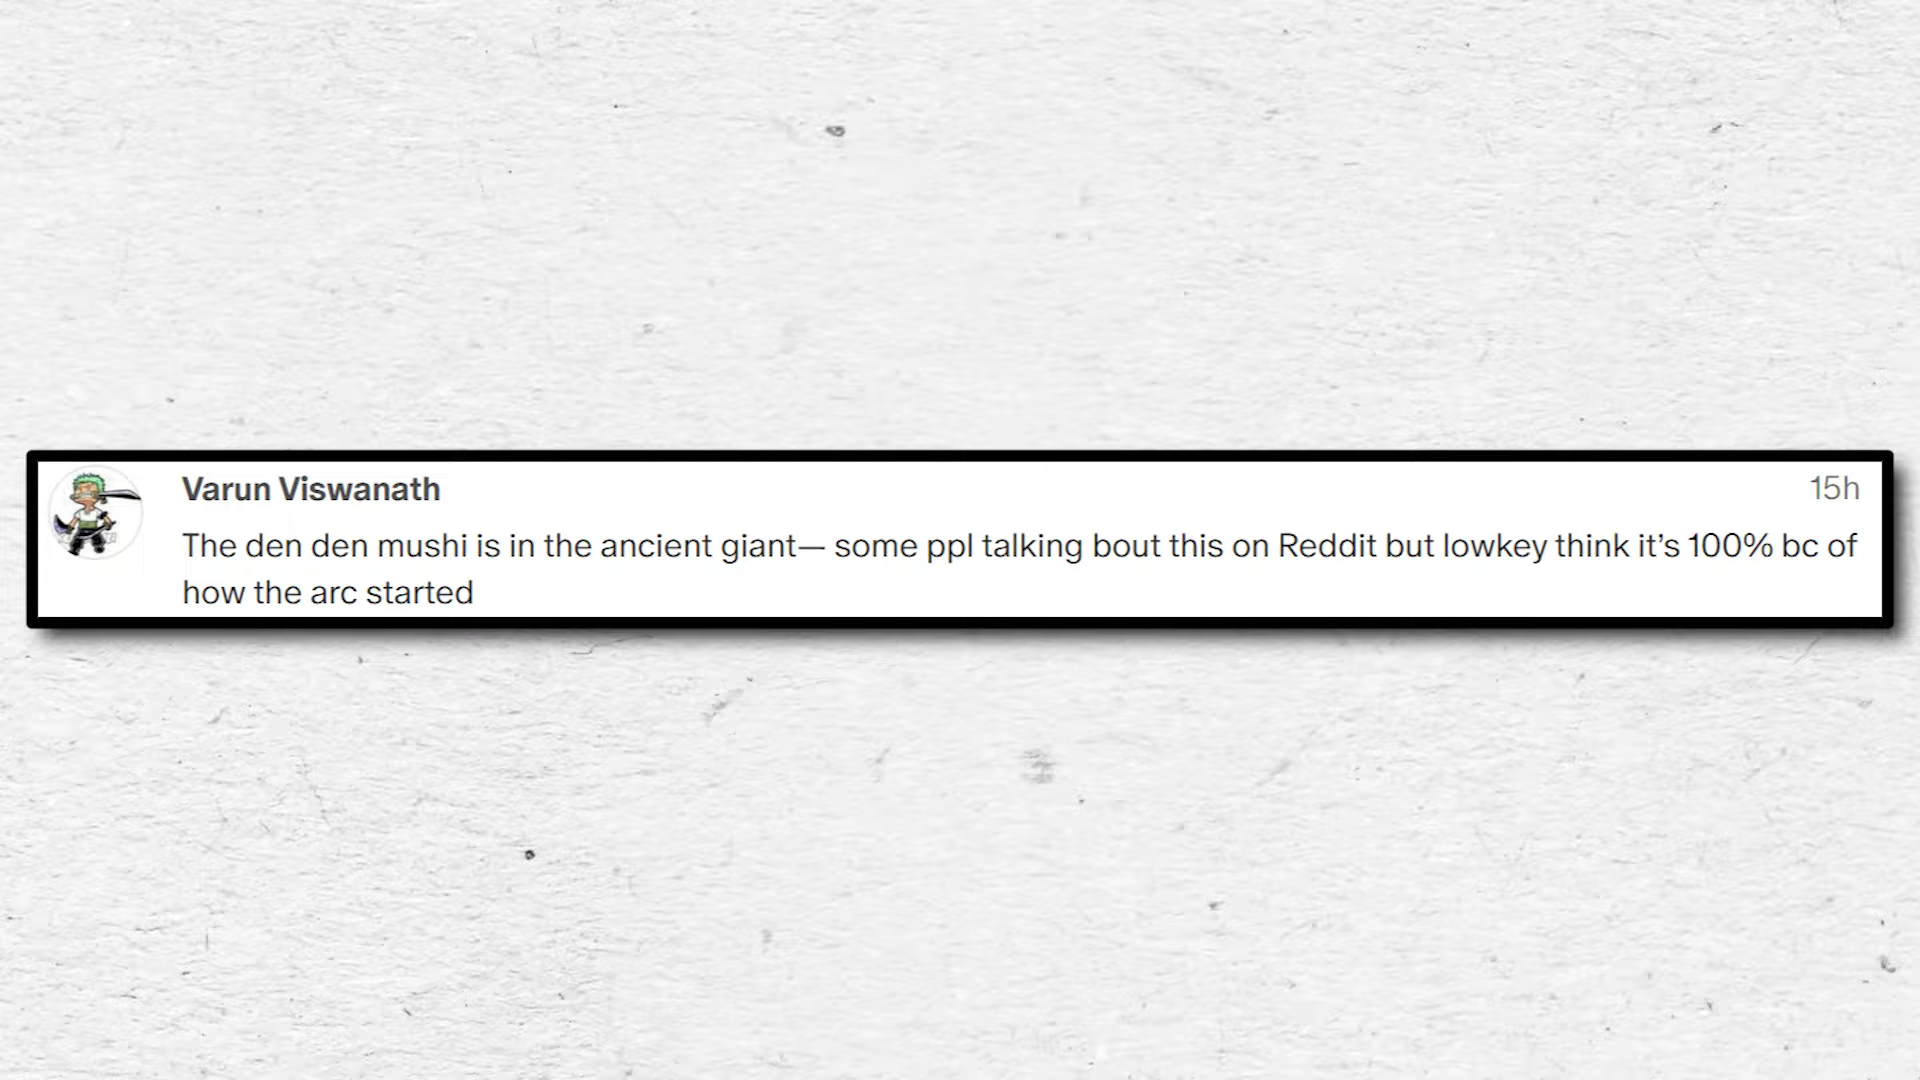 Varun Viswanath
15h
The den den mushi is in the ancient giant— some ppl talking bout this on Reddit but lowkey think it’s 100% bc of
how the arc started